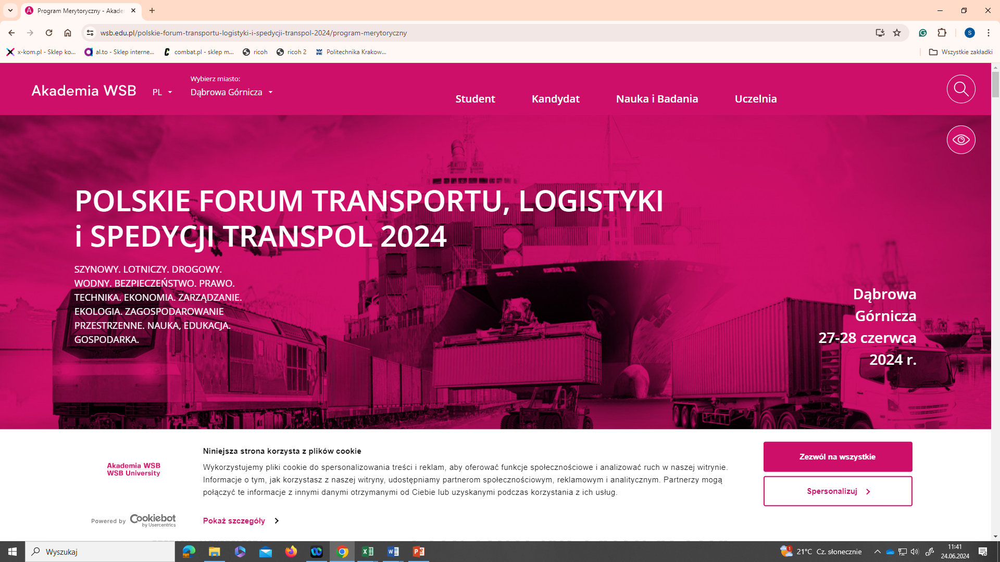 Program Merytoryczny - Akade
wsb.edu.pl/polskie-forum-transportu-logistyki-i-spedycji-transpol-2024/program-merytoryczny
S
x-kom.pl - Sklep ko...
al.to - Sklep interne...
combat.pl - sklep m...
ricoh
ricoh 2
Politechnika Krakow...
Wszystkie zakładki
Akademia WSB
PL
Wybierz miasto:
Dąbrowa Górnicza
Student
Kandydat
Nauka i Badania
Uczelnia
POLSKIE FORUM TRANSPORTU, LOGISTYKI
i SPEDYCJI TRANSPOL 2024
SZYNOWY. LOTNICZY. DROGOWY.
WODNY. BEZPIECZEŃSTWO. PRAWO.
TECHNIKA. EKONOMIA. ZARZĄDZANIE.
EKOLOGIA. ZAGOSPODAROWANIE
PRZESTRZENNE. NAUKA, EDUKACJA.
GOSPODARKA.
Dąbrowa
Górnicza
27-28 czerwca
2024 r.
Akademia WSB
WSB University
Powered by Cookiebot
by Usercentrics
Niniejsza strona korzysta z plików cookie
Wykorzystujemy pliki cookie do spersonalizowania treści i reklam, aby oferować funkcje społecznościowe i analizować ruch w naszej witrynie.
Informacje o tym, jak korzystasz z naszej witryny, udostępniamy partnerom społecznościowym, reklamowym i analitycznym. Partnerzy mogą
połączyć te informacje z innymi danymi otrzymanymi od Ciebie lub uzyskanymi podczas korzystania z ich usług.
Pokaż szczegóły
Zezwól na wszystkie
Spersonalizuj
Wyszukaj
1
21°C Cz. słonecznie
11:41
24.06.2024